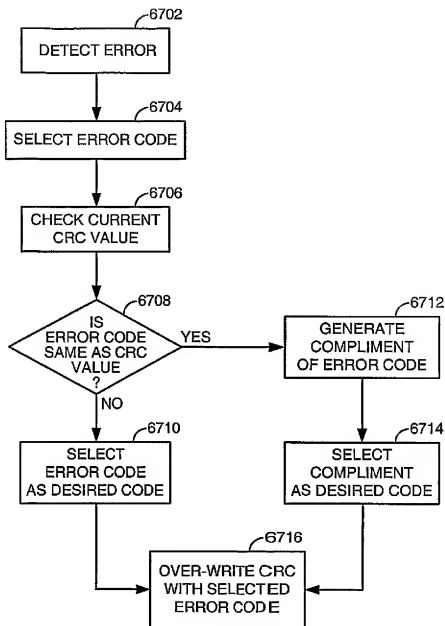 6702
DETECT ERROR
6704
SELECT ERROR CODE
6706
CHECK CURRENT
CRC VALUE
6708
IS
ERROR CODE
SAME AS CRC
VALUE
?
YES
NO
6712
GENERATE
COMPLIMENT
OF ERROR CODE
6710
SELECT
ERROR CODE
AS DESIRED CODE
6714
SELECT
COMPLIMENT
AS DESIRED CODE
6716
OVER-WRITE CRC
WITH SELECTED
ERROR CODE